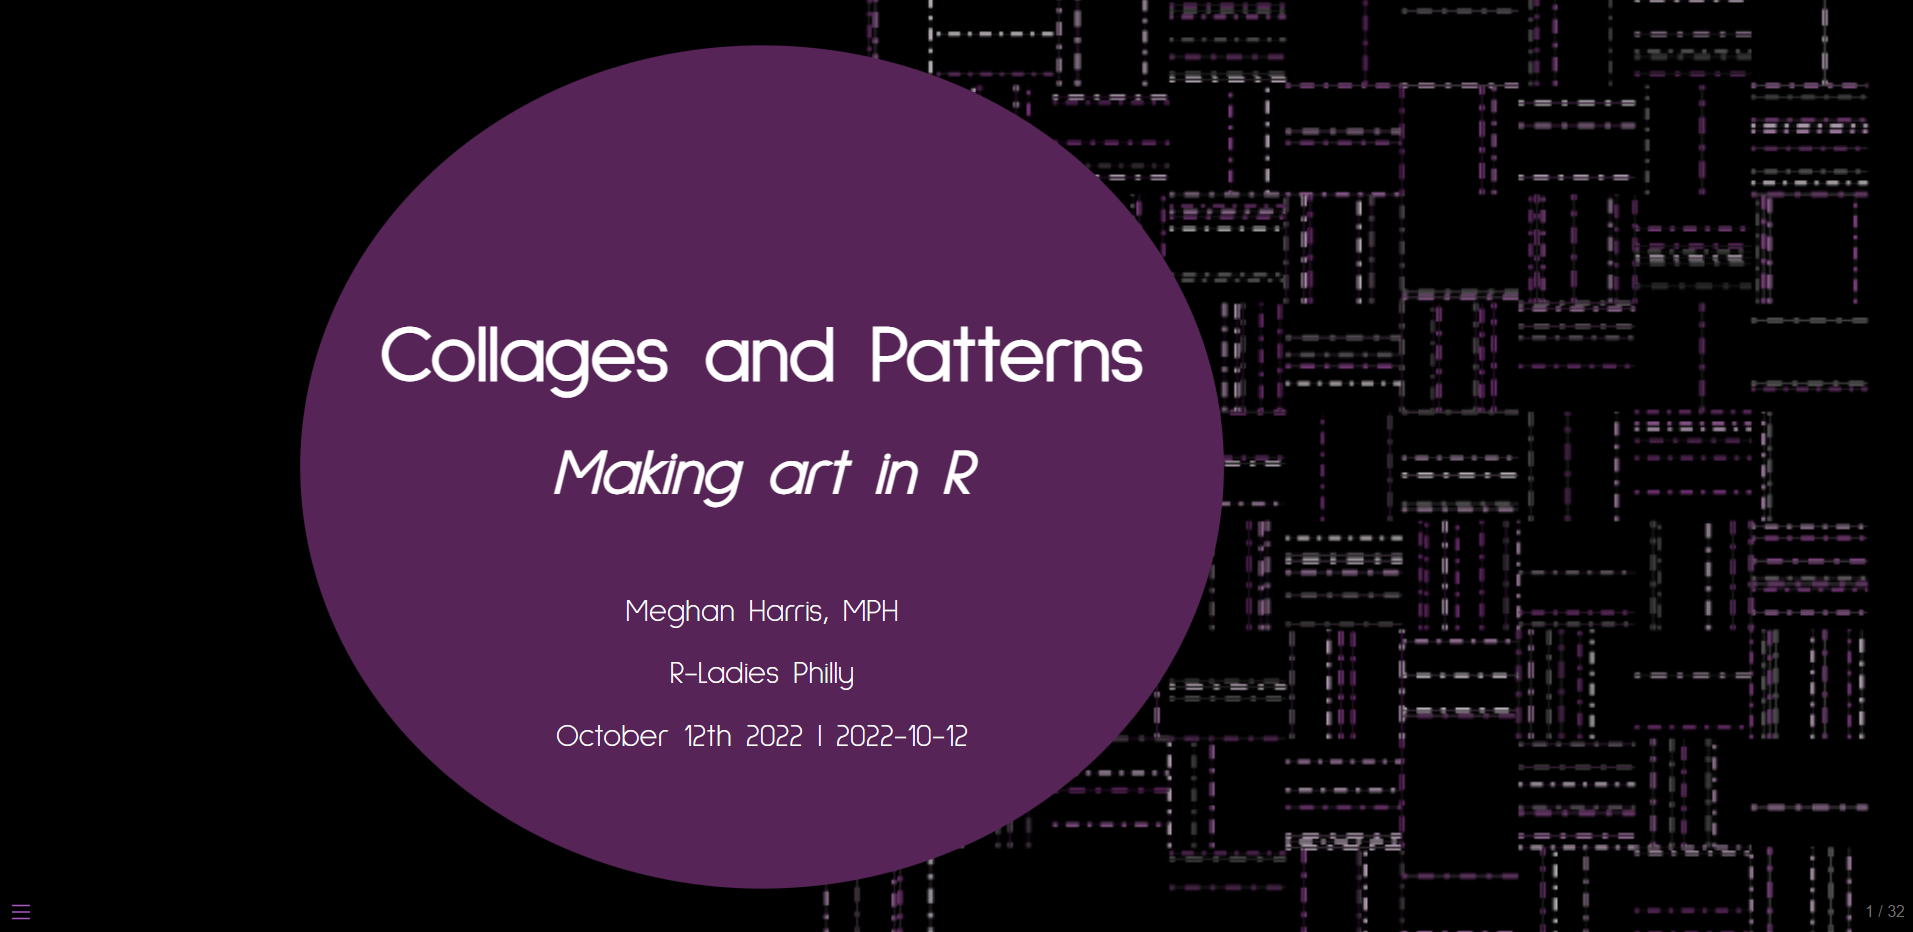 Collages and Patterns
Making art in R
Meghan Harris, MPH
R-Ladies Philly
October 12th 2022 | 2022-10-12
1 / 32